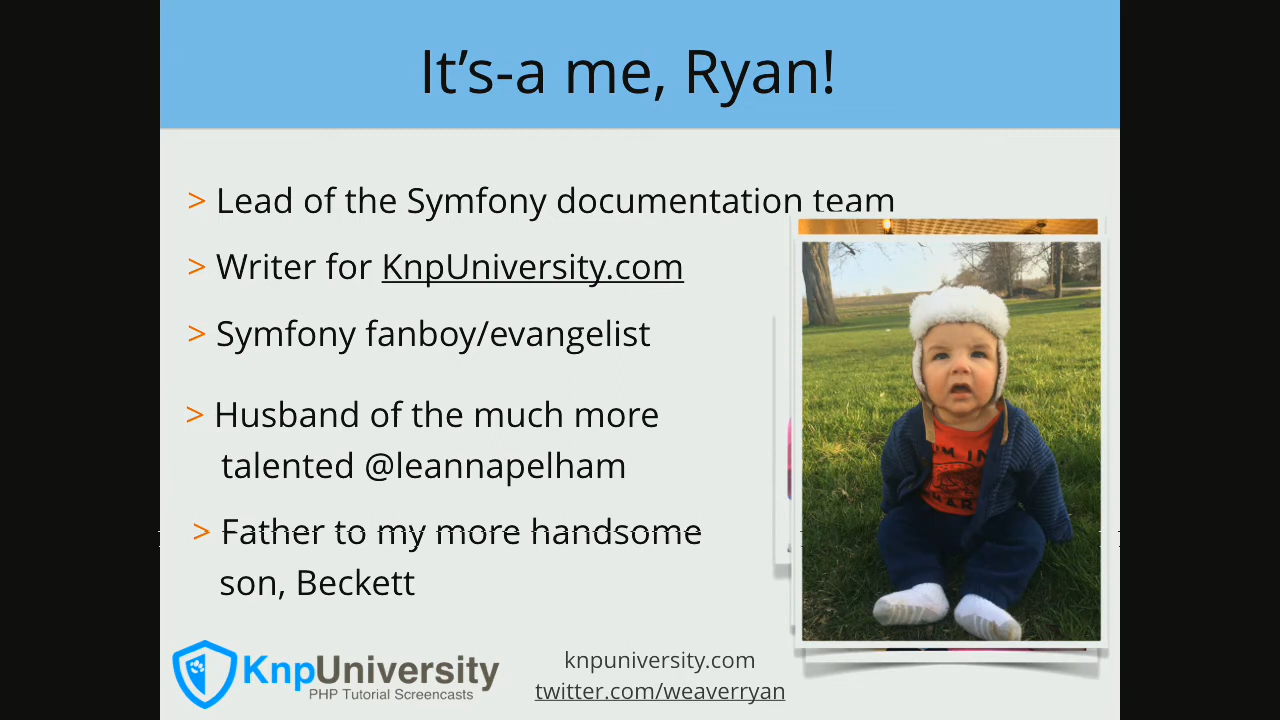 It’s-a me, Ryan!
> Lead of the Symfony documentation team
> Writer for KnpUniversity.com
> Symfony fanboy/evangelist
> Husband of the much more
talented @leannapelham
> Father to my more handsome
son, Beckett
KnpUniversity
PHP Tutorial Screencasts
knpuniversity.com
twitter.com/weaverryan